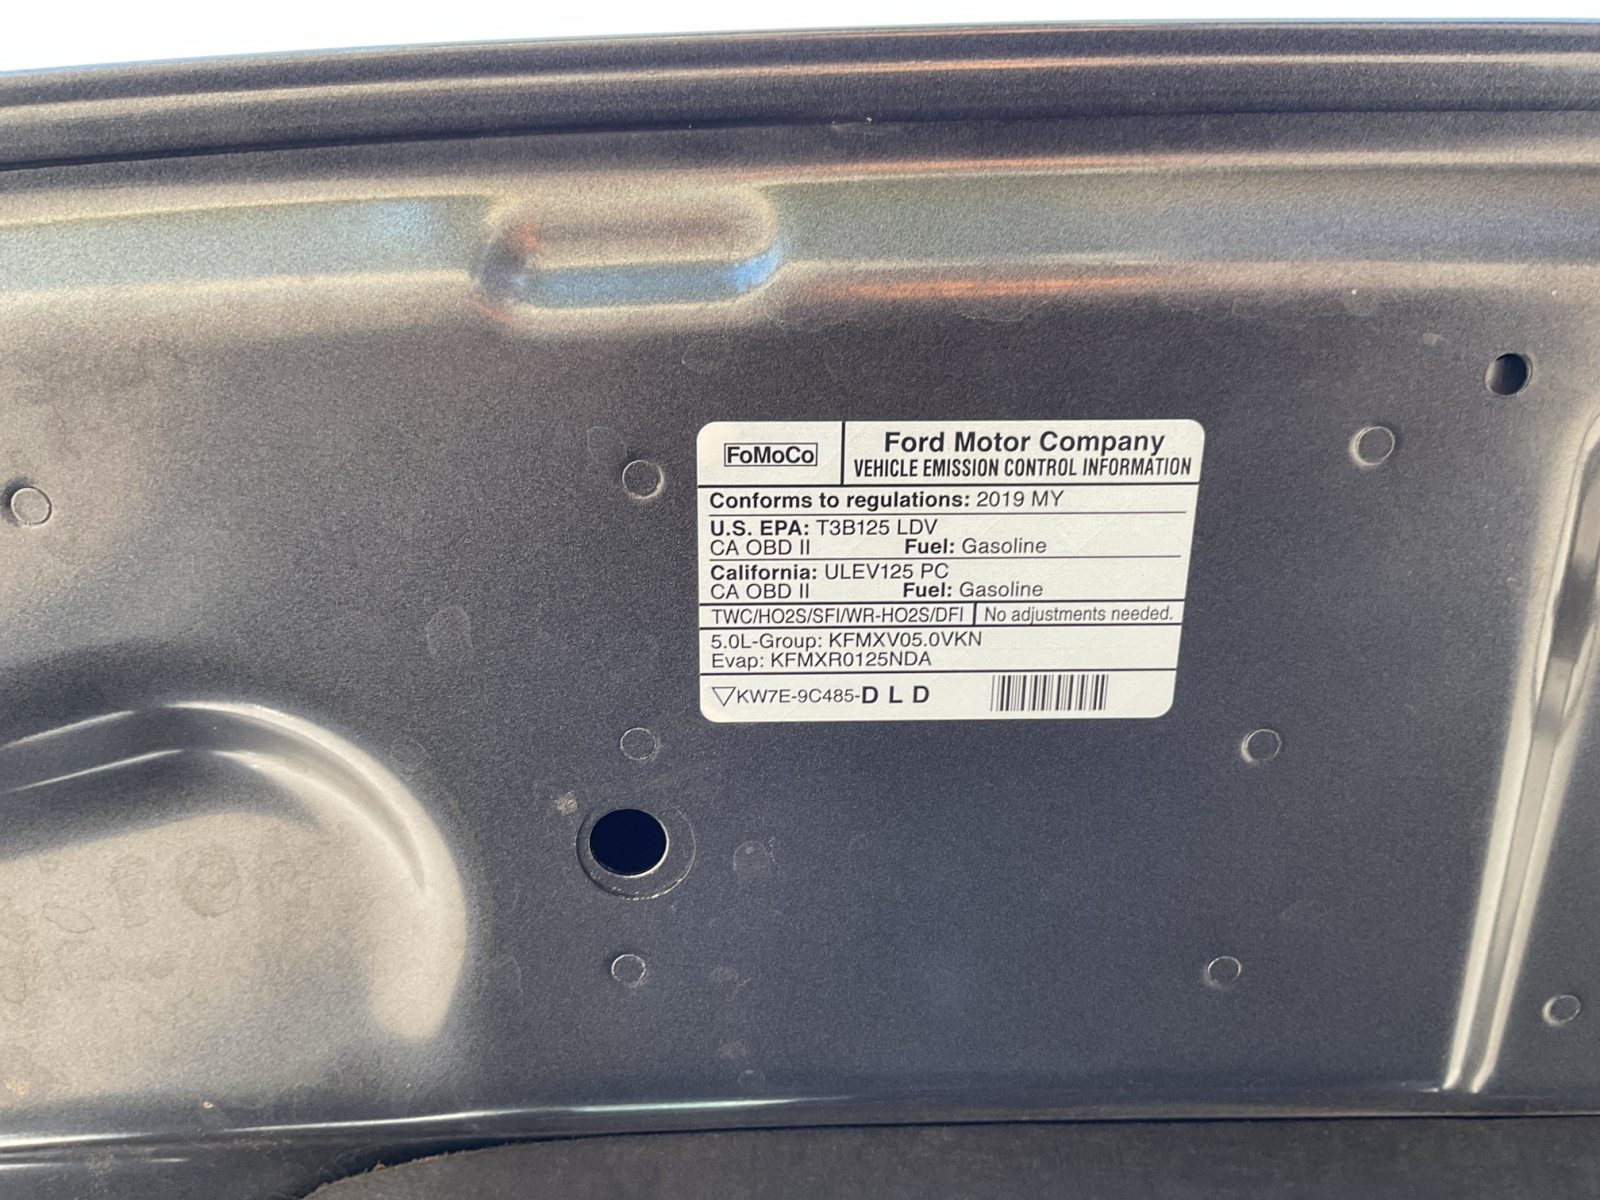 FoMoCo
Ford Motor Company
VEHICLE EMISSION CONTROL INFORMATION
Conforms to regulations: 2019 MY
U.S. EPA: T3B125 LDV
CA OBD II Fuel: Gasoline
California: ULEV125 PC
CA OBD II Fuel: Gasoline
TWC/HO2S/SFI/WR-HO2S/DFI No adjustments needed.
5.0L-Group: KFMXV05.0VKN
Evap: KFMXR0125NDA
▽KW7E-9C485-D L D